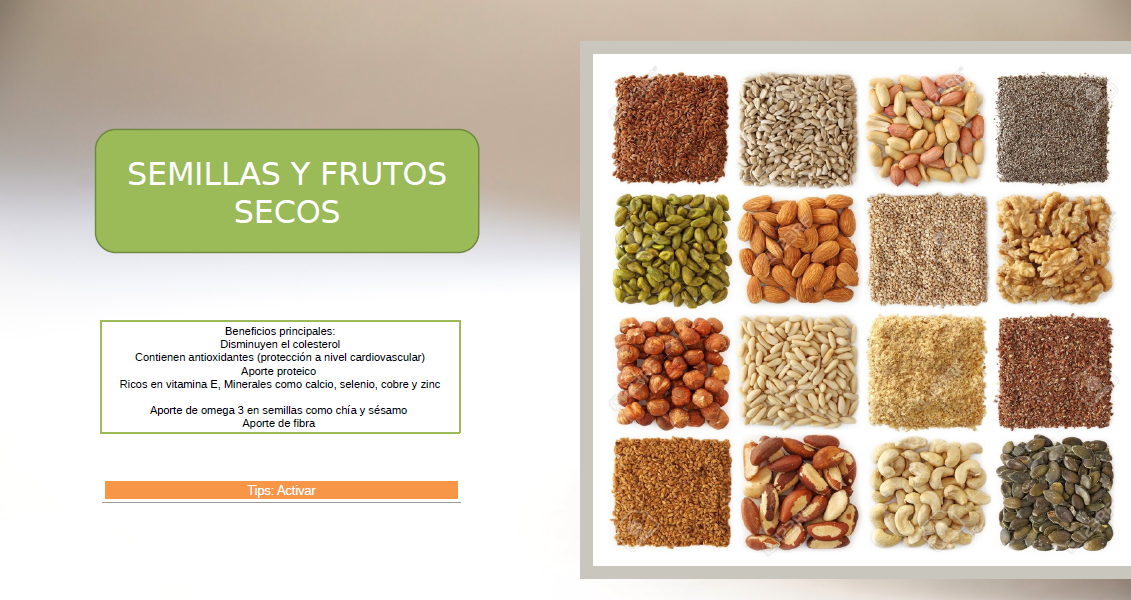 SEMILLAS Y FRUTOS
SECOS
Beneficios principales:
Disminuyen el colesterol
Contienen antioxidantes (protección a nivel cardiovascular)
Aporte proteico
Ricos en vitamina E, Minerales como calcio, selenio, cobre y zinc
Aporte de omega 3 en semillas como chía y sésamo
Aporte de fibra
Tips: Activar